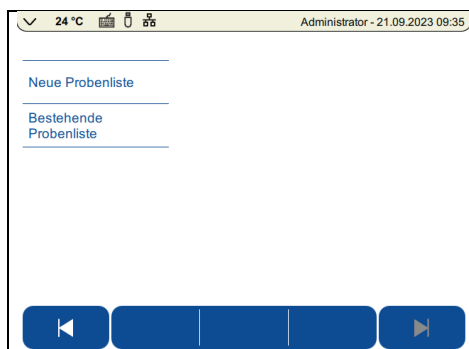 24 °C
Administrator - 21.09.2023 09:35
Neue Probenliste
Bestehende
Probenliste